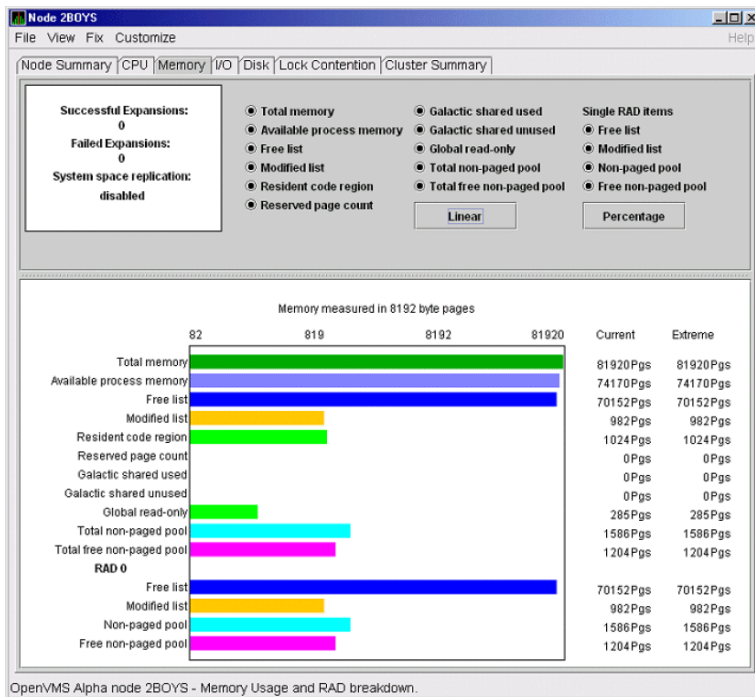 Node 2BOYS
File View Fix Customize Help
Node Summary CPU Memory I/O Disk Lock Contention Cluster Summary
Successful Expansions:
0
Failed Expansions:
0
System space replication:
disabled
Total memory
Available process memory
Free list
Modified list
Resident code region
Reserved page count
Galactic shared used
Galactic shared unused
Global read-only
Total non-paged pool
Total free non-paged pool
Linear
Single RAD items
Free list
Modified list
Non-paged pool
Free non-paged pool
Percentage
Memory measured in 8192 byte pages
82 819 8192 81920 Current Extreme
Total memory 81920Pgs 81920Pgs
Available process memory 74170Pgs 74170Pgs
Free list 70152Pgs 70152Pgs
Modified list 982Pgs 982Pgs
Resident code region 1024Pgs 1024Pgs
Reserved page count 0Pgs 0Pgs
Galactic shared used 0Pgs 0Pgs
Galactic shared unused 0Pgs 0Pgs
Global read-only 285Pgs 285Pgs
Total non-paged pool 1586Pgs 1586Pgs
Total free non-paged pool 1204Pgs 1204Pgs
RAD 0
Free list 70152Pgs 70152Pgs
Modified list 982Pgs 982Pgs
Non-paged pool 1586Pgs 1586Pgs
Free non-paged pool 1204Pgs 1204Pgs
OpenVMS Alpha node 2BOYS - Memory Usage and RAD breakdown.